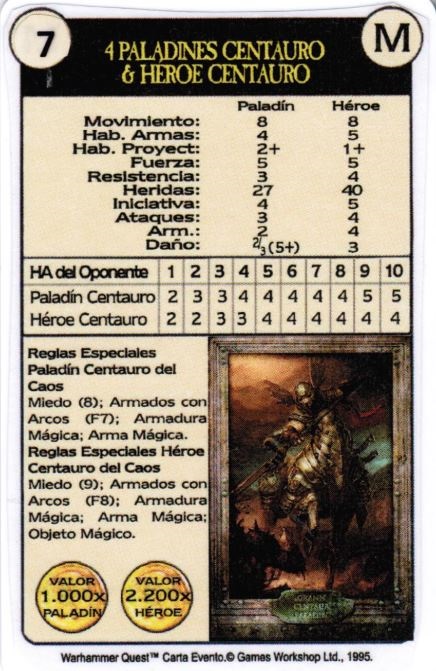 7
M
4 PALADINES CENTAURO
& HEROE CENTAURO
Paladín Héroe
Movimiento: 8 8
Hab. Armas: 4 5
Hab. Proyect: 2+ 1+
Fuerza: 5 5
Resistencia: 3 4
Heridas: 27 40
Iniciativa: 4 5
Ataques: 3 4
Arm.: 2 4
Daño: 2/3 (5+) 3
HA del Oponente 1 2 3 4 5 6 7 8 9 10
Paladín Centauro 2 3 3 4 4 4 4 4 5 5
Héroe Centauro 2 2 3 3 4 4 4 4 4 4
Reglas Especiales
Paladín Centauro del
Caos
Miedo (8); Armados con
Arcos (F7); Armadura
Mágica; Arma Mágica.
Reglas Especiales Héroe
Centauro del Caos
Miedo (9); Armados con
Arcos (F8); Armadura
Mágica; Arma Mágica;
Objeto Mágico.
CENTAURO
PALADIN
VALOR
1.000x
PALADÍN
VALOR
2.200x
HÉROE
Warhammer Quest™ Carta Evento.© Games Workshop Ltd., 1995.